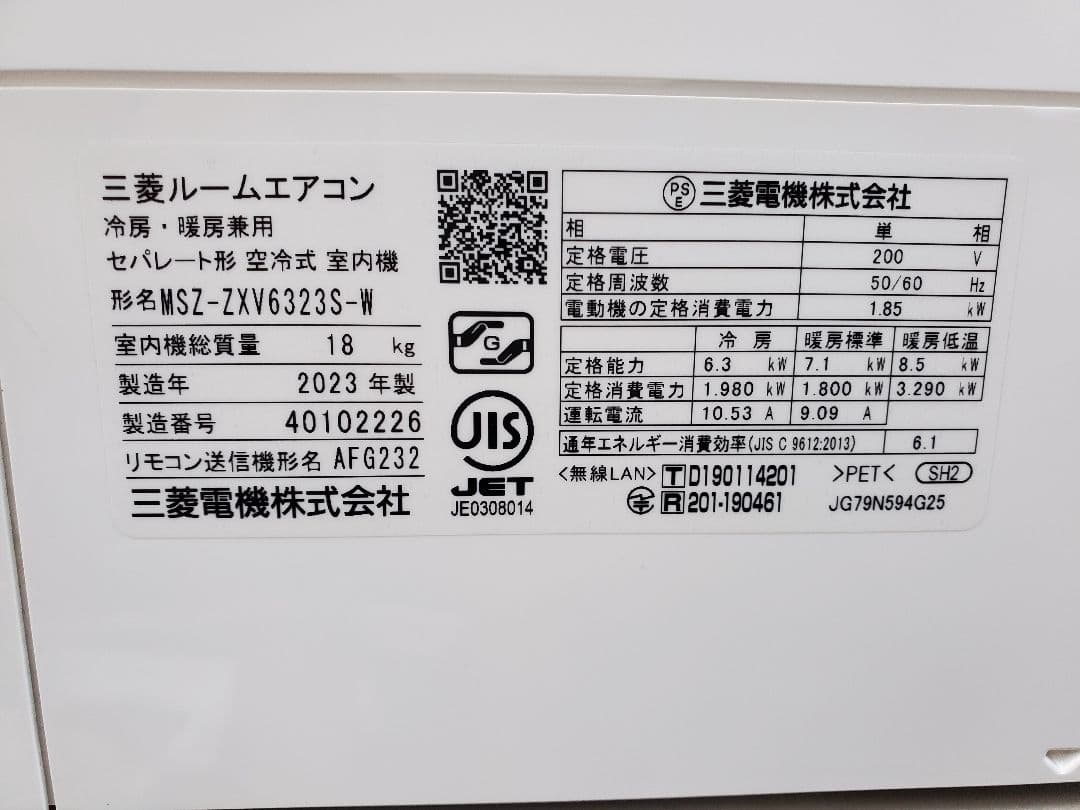 三菱ルームエアコン
冷房・暖房兼用
セパレート形 空冷式 室内機
形名MSZ-ZXV6323S-W
室内機総質量 18 kg
製造年 2023 年製
製造番号 40102226
リモコン送信機形名 AFG232
三菱電機株式会社
G
JIS
JET
JE0308014
PSE 三菱電機株式会社
相 単 相
定格電圧 200 V
定格周波数 50/60 Hz
電動機の定格消費電力 1.85 kW
冷 房 暖房標準 暖房低温
定格能力 6.3 kW 7.1 kW 8.5 kW
定格消費電力 1.980 kW 1.800 kW 3.290 kW
運転電流 10.53 A 9.09 A
通年エネルギー消費効率(JIS C 9612:2013) 6.1
<無線LAN> T D190114201 >PET< SH2
R 201-190461 JG79N594G25